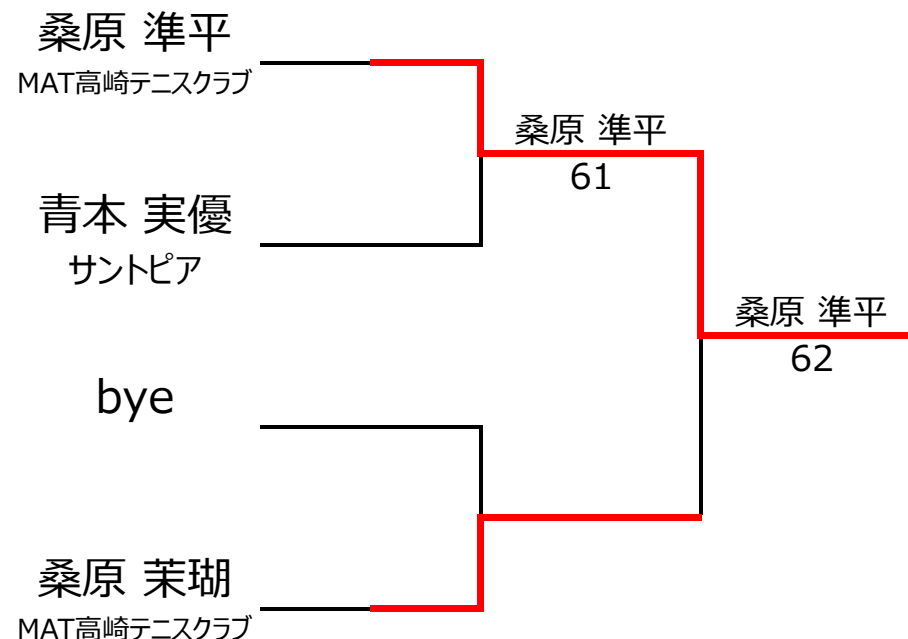 桑原 準平
MAT高崎テニスクラブ
桑原 準平
61
青本 実優
サントピア
桑原 準平
62
bye
桑原 茉瑚
MAT高崎テニスクラブ